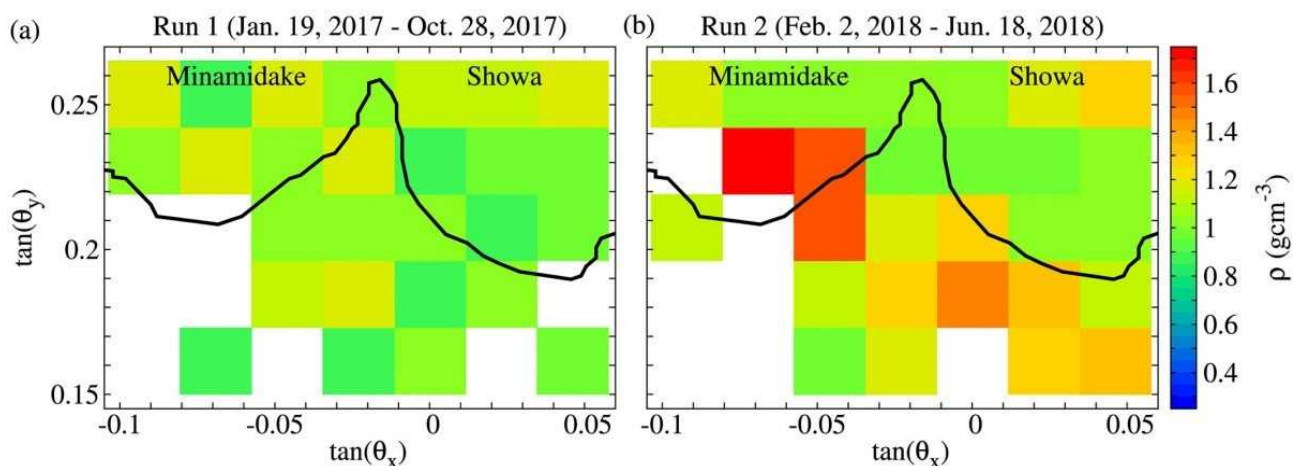 (a) Run 1 (Jan. 19, 2017 - Oct. 28, 2017)
Minamidake Showa
0.25
0.2
0.15
tan(θy)
-0.1 -0.05 0 0.05
tan(θx)
(b) Run 2 (Feb. 2, 2018 - Jun. 18, 2018)
Minamidake Showa
-0.1 -0.05 0 0.05
tan(θx)
1.6
1.4
1.2
1
0.8
0.6
0.4
ρ (gcm⁻³)